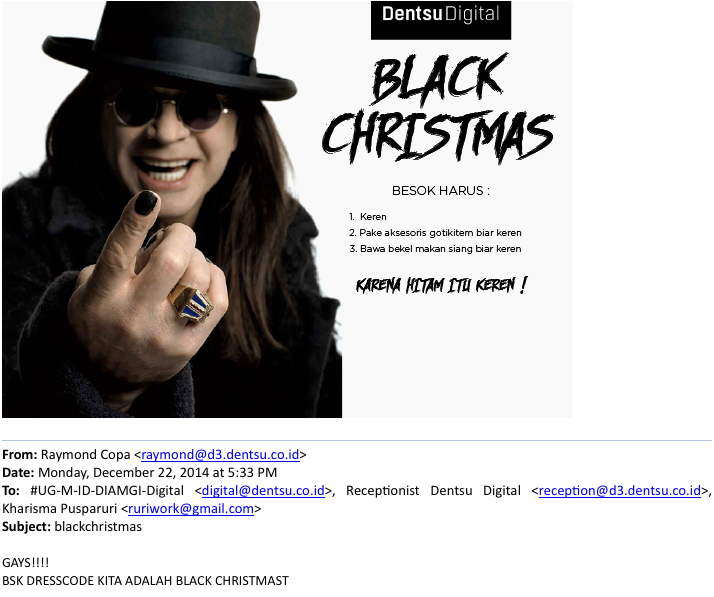 DentsuDigital
BLACK
CHRISTMAS
BESOK HARUS :
1. Keren
2. Pake aksesoris gotikitem biar keren
3. Bawa bekel makan siang biar keren
KARENA HITAM ITU KEREN !
From: Raymond Copa <raymond@d3.dentsu.co.id>
Date: Monday, December 22, 2014 at 5:33 PM
To: #UG-M-ID-DIAMGI-Digital <digital@dentsu.co.id>, Receptionist Dentsu Digital <reception@d3.dentsu.co.id>,
Kharisma Pusparuri <ruriwork@gmail.com>
Subject: blackchristmas
GAYS!!!!
BSK DRESSCODE KITA ADALAH BLACK CHRISTMAST